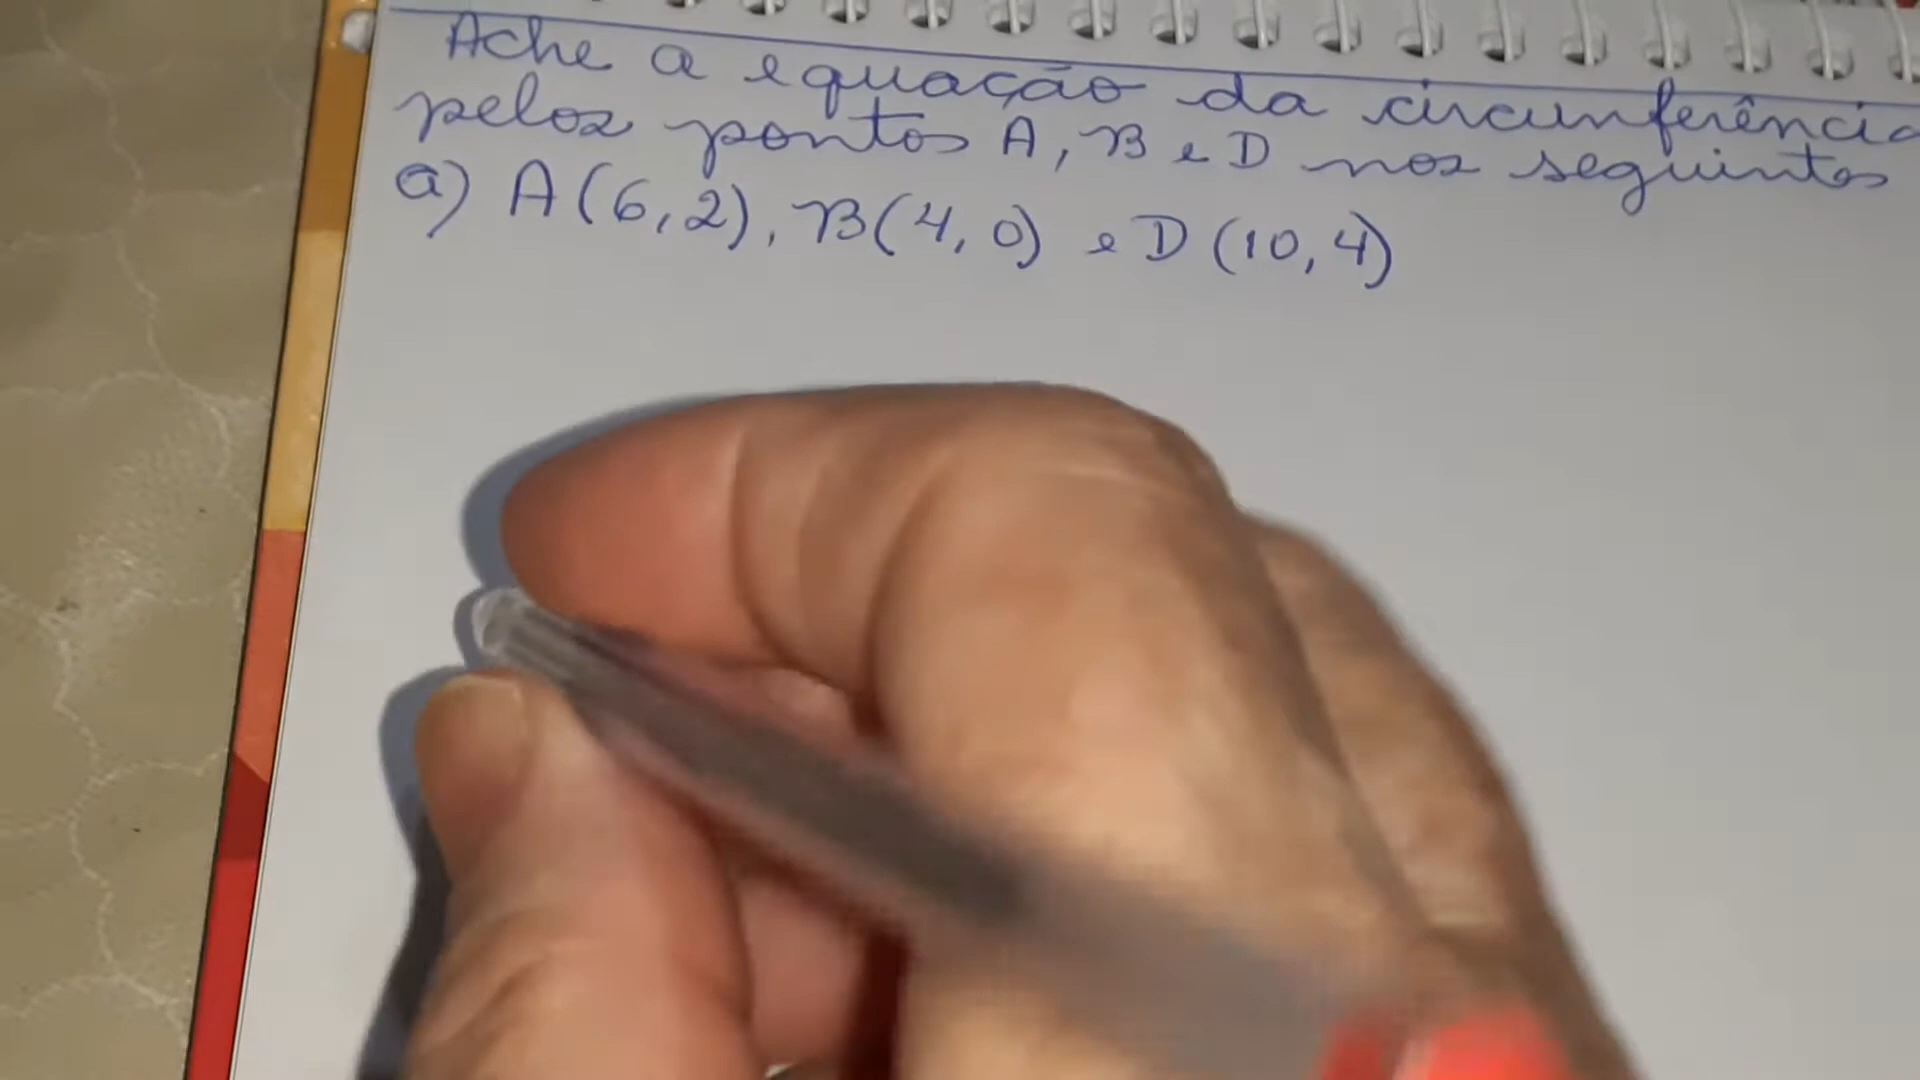 Ache a equação da circunferência
pelos pontos A, B e D nos seguintes
a) A(6,2), B(4,0) e D(10,4)